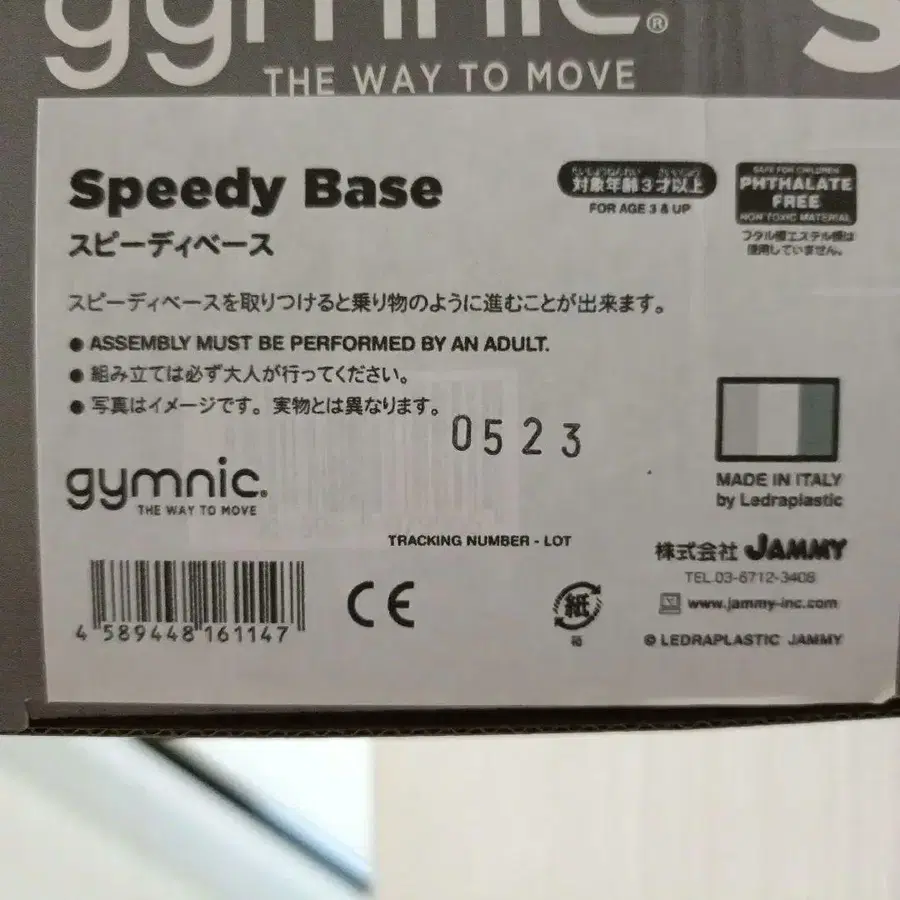 gymnic®
THE WAY TO MOVE
Speedy Base
スピーディベース
対象年齢3才以上
FOR AGE 3 & UP
SAFE FOR CHILDREN
PHTHALATE
FREE
NON TOXIC MATERIAL
フタル酸エステル類は
使用していません。
スピーディベースを取りつけると乗り物のように進むことが出来ます。
● ASSEMBLY MUST BE PERFORMED BY AN ADULT.
● 組み立ては必ず大人が行ってください。
● 写真はイメージです。実物とは異なります。
0523
gymnic®
THE WAY TO MOVE
MADE IN ITALY
by Ledraplastic
TRACKING NUMBER - LOT
株式会社 JAMMY
TEL.03-6712-3408
www.jammy-inc.com
© LEDRAPLASTIC JAMMY
4 589448 161147
CE
紙
箱